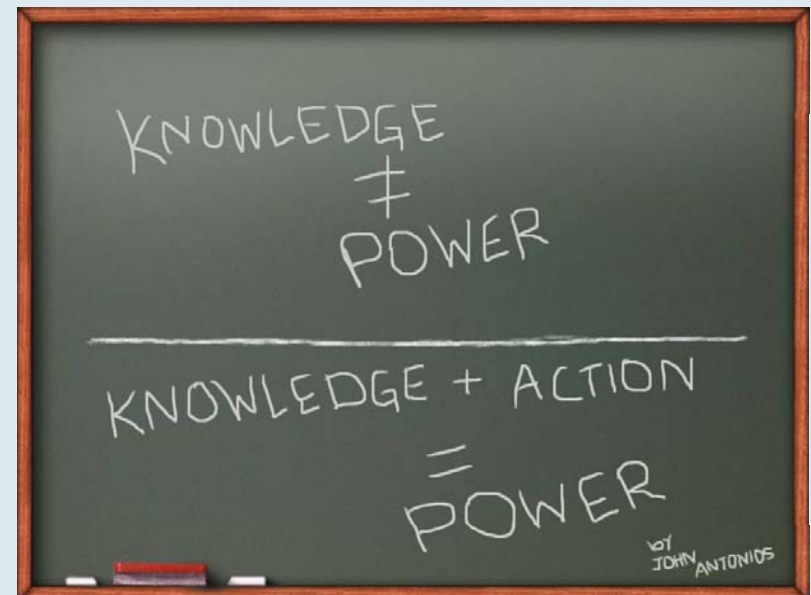 KNOWLEDGE
≠
POWER
KNOWLEDGE + ACTION
=
POWER
BY
JOHN ANTONIOS